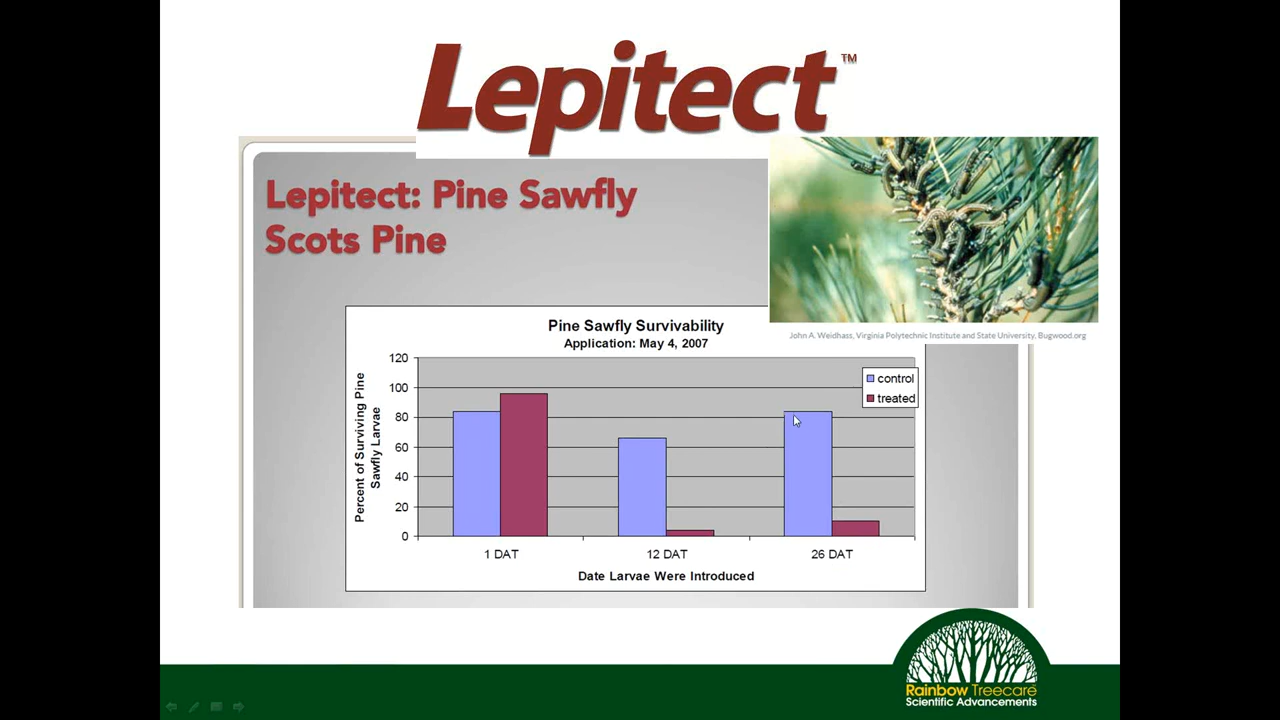 Lepitect™
Lepitect: Pine Sawfly
Scots Pine
John A. Weidhass, Virginia Polytechnic Institute and State University, Bugwood.org
Pine Sawfly Survivability
Application: May 4, 2007
Percent of Surviving Pine
Sawfly Larvae
120
100
80
60
40
20
0
control
treated
1 DAT 12 DAT 26 DAT
Date Larvae Were Introduced
Rainbow Treecare
Scientific Advancements